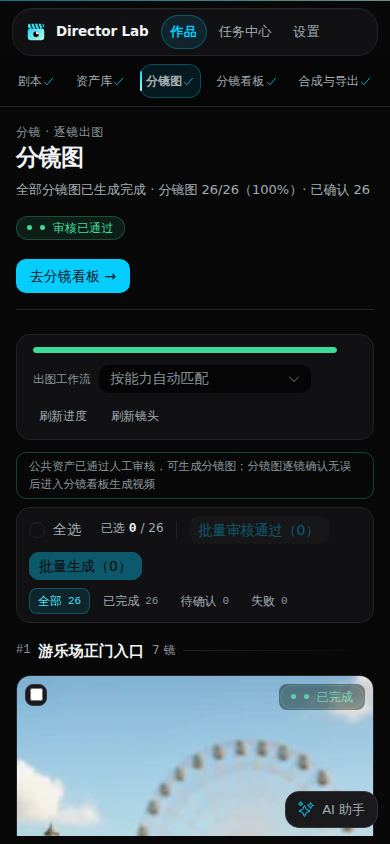 Director Lab 作品 任务中心 设置
剧本 资产库 分镜图 分镜看板 合成与导出
分镜 · 逐镜出图
分镜图
全部分镜图已生成完成 · 分镜图 26/26（100%）· 已确认 26
审核已通过
去分镜看板 →
出图工作流 按能力自动匹配
刷新进度 刷新镜头
公共资产已通过人工审核，可生成分镜图；分镜图逐镜确认无误
后进入分镜看板生成视频
全选 已选 0 / 26 批量审核通过（0）
批量生成（0）
全部 26 已完成 26 待确认 0 失败 0
#1 游乐场正门入口 7 镜
已完成
AI 助手